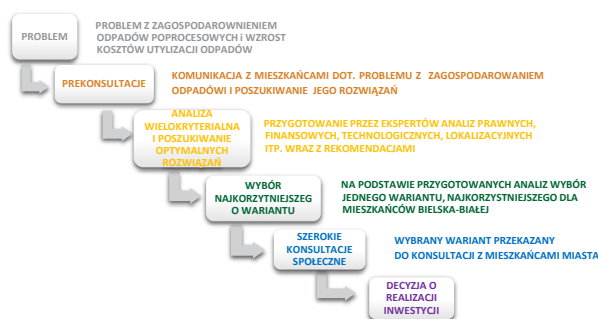 PROBLEM
PROBLEM Z ZAGOSPODAROWNIENIEM
ODPADÓW POPROCESOWYCH i WZROST
KOSZTÓW UTYLIZACJI ODPADÓW
PREKONSULTACJE
KOMUNIKACJA Z MIESZKAŃCAMI DOT. PROBLEMU Z ZAGOSPODAROWANIEM
ODPADÓWI I POSZUKIWANIE JEGO ROZWIĄZAŃ
ANALIZA
WIELOKRYTERIALNA
I POSZUKIWANIE
OPTYMALNYCH
ROZWIĄZAŃ
PRZYGOTOWANIE PRZEZ EKSPERTÓW ANALIZ PRAWNYCH,
FINANSOWYCH, TECHNOLOGICZNYCH, LOKALIZACYJNYCH
ITP. WRAZ Z REKOMENDACJAMI
WYBÓR
NAJKORZYTNIEJSZEG
O WARIANTU
NA PODSTAWIE PRZYGOTOWANYCH ANALIZ WYBÓR
JEDNEGO WARIANTU, NAJKORZYSTNIEJSZEGO DLA
MIESZKAŃCÓW BIELSKA-BIAŁEJ
SZEROKIE
KONSULTACJE
SPOŁECZNE
WYBRANY WARIANT PRZEKAZANY
DO KONSULTACJI Z MIESZKAŃCAMI MIASTA
DECYZJA O
REALIZACJI
INWESTYCJI